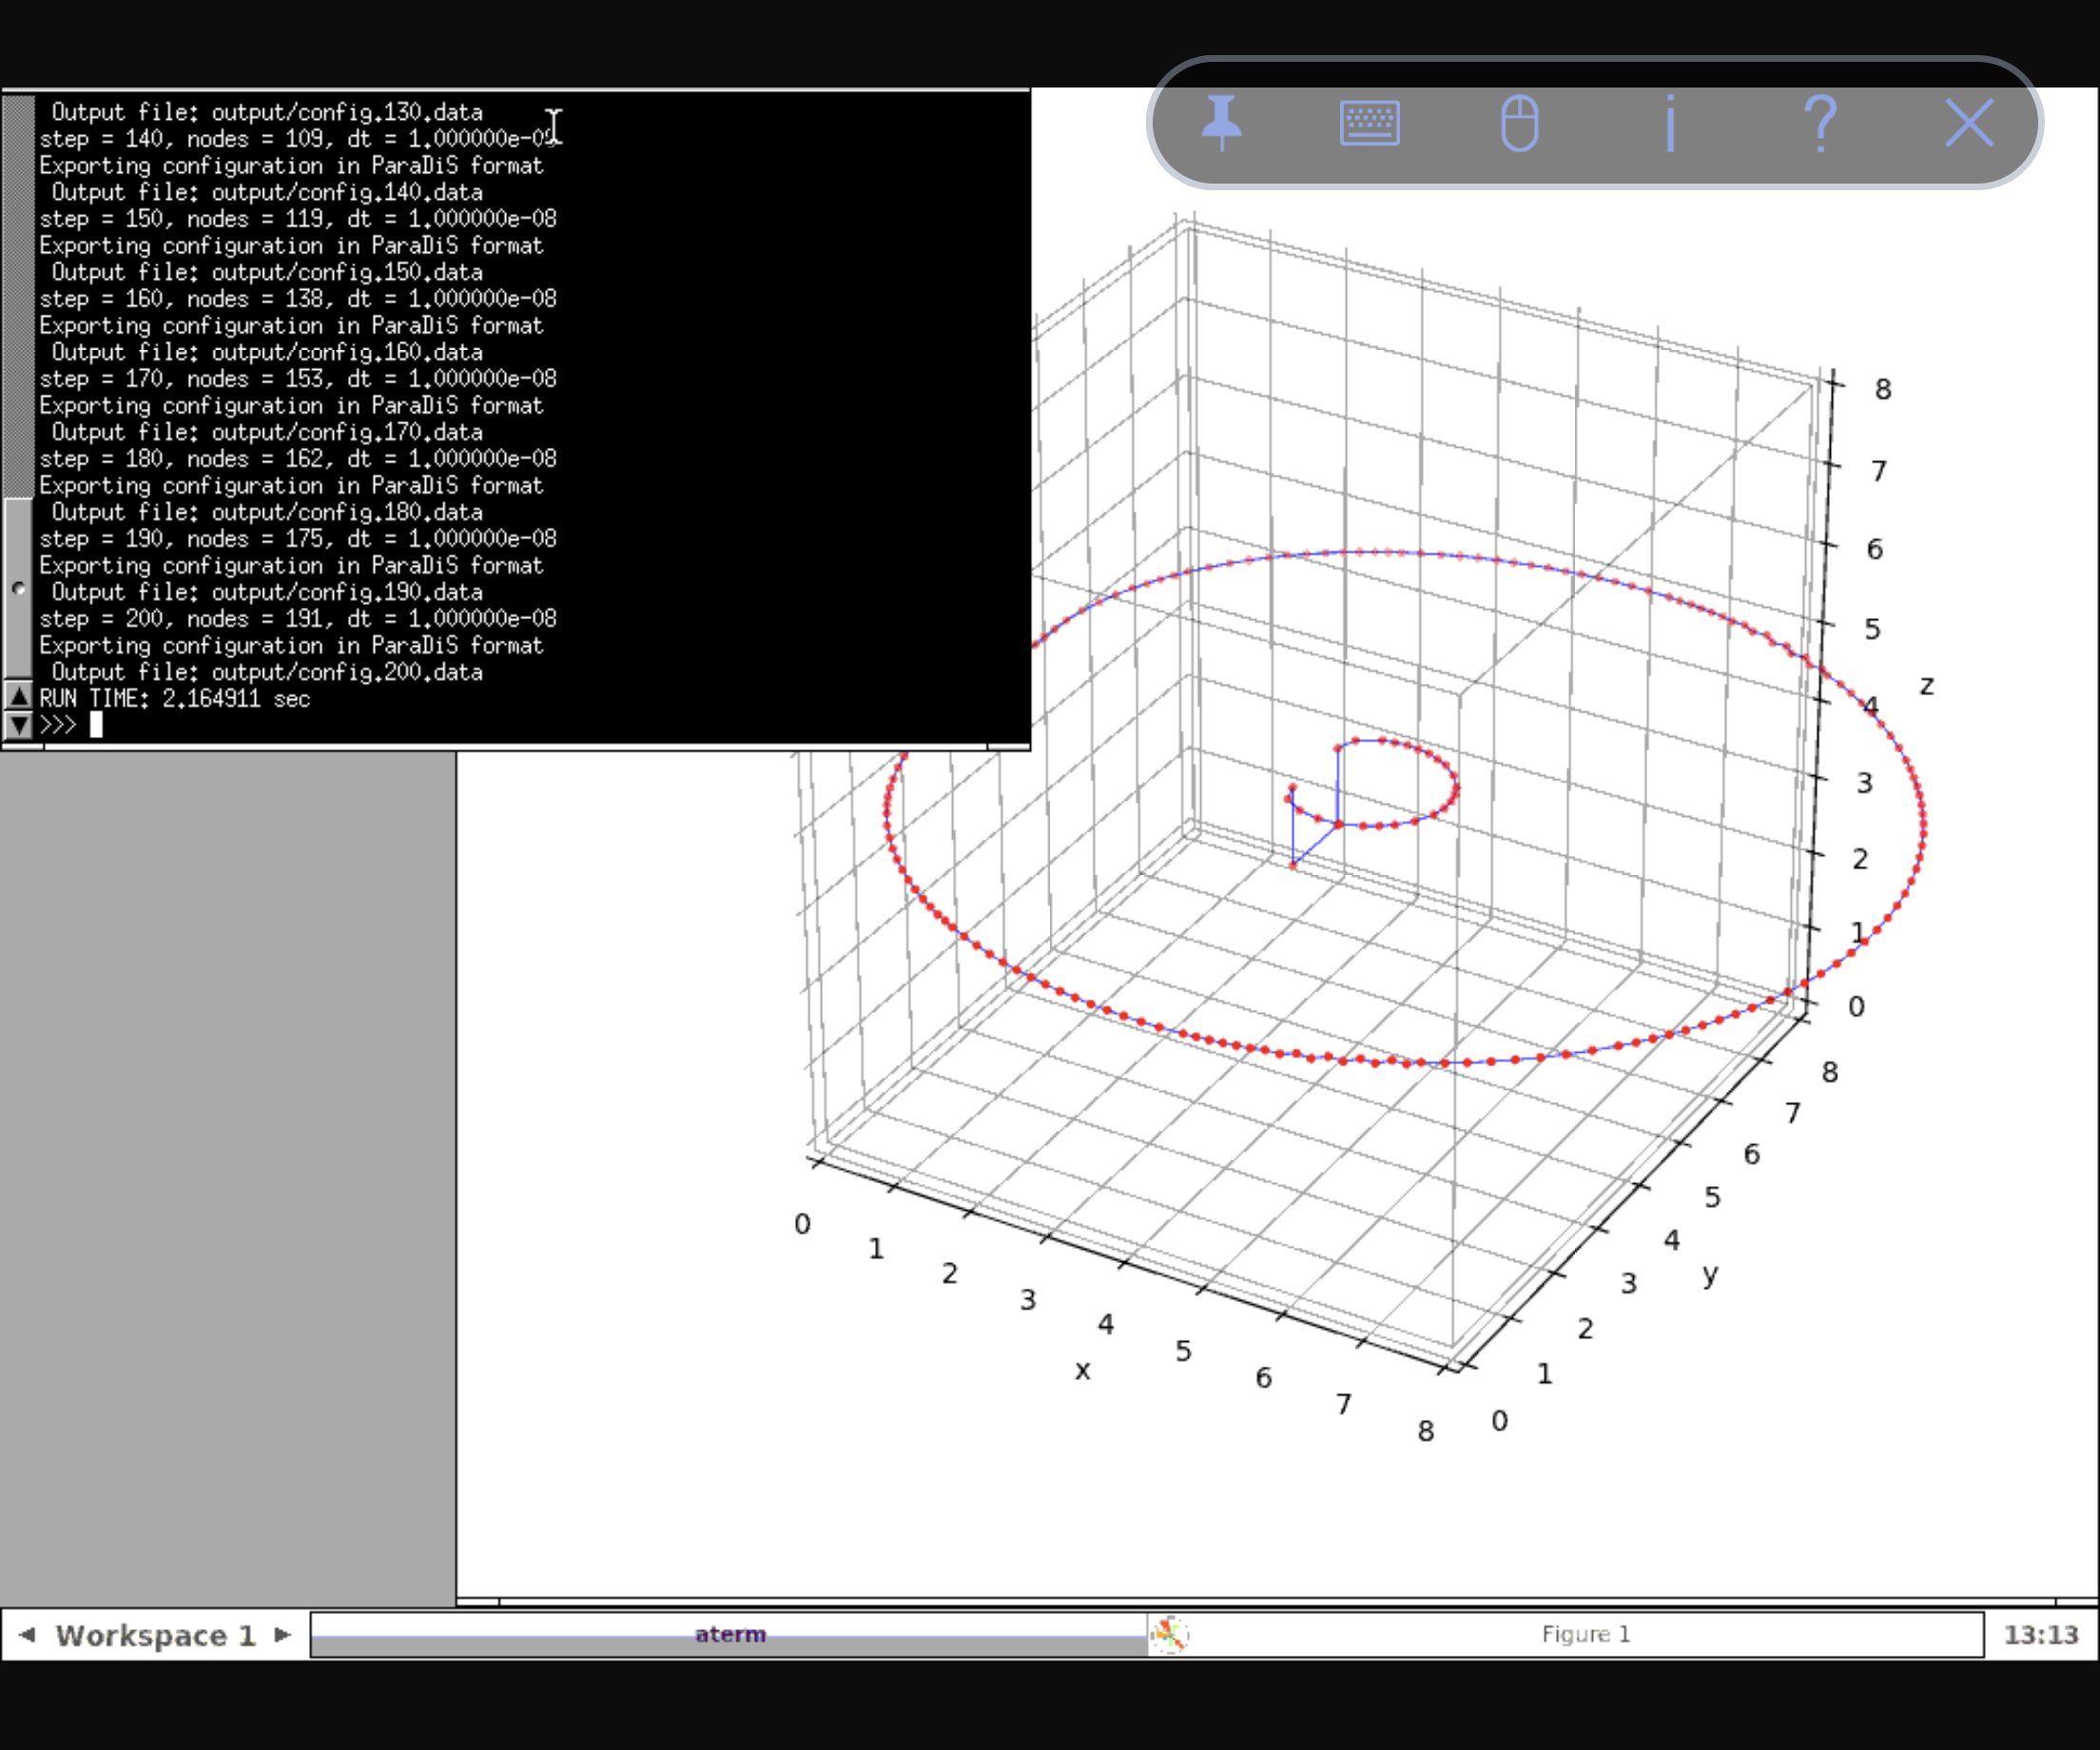 Output file: output/config.130.data
step = 140, nodes = 109, dt = 1.000000e-09
Exporting configuration in ParaDiS format
Output file: output/config.140.data
step = 150, nodes = 119, dt = 1.000000e-08
Exporting configuration in ParaDiS format
Output file: output/config.150.data
step = 160, nodes = 138, dt = 1.000000e-08
Exporting configuration in ParaDiS format
Output file: output/config.160.data
step = 170, nodes = 153, dt = 1.000000e-08
Exporting configuration in ParaDiS format
Output file: output/config.170.data
step = 180, nodes = 162, dt = 1.000000e-08
Exporting configuration in ParaDiS format
Output file: output/config.180.data
step = 190, nodes = 175, dt = 1.000000e-08
Exporting configuration in ParaDiS format
Output file: output/config.190.data
step = 200, nodes = 191, dt = 1.000000e-08
Exporting configuration in ParaDiS format
Output file: output/config.200.data
RUN TIME: 2.164911 sec
>>>
8
7
6
5
z
4
3
2
1
0
8
7
6
5
4
y
3
2
1
0
0
1
2
3
4
x
5
6
7
8
Workspace 1
aterm
Figure 1
13:13